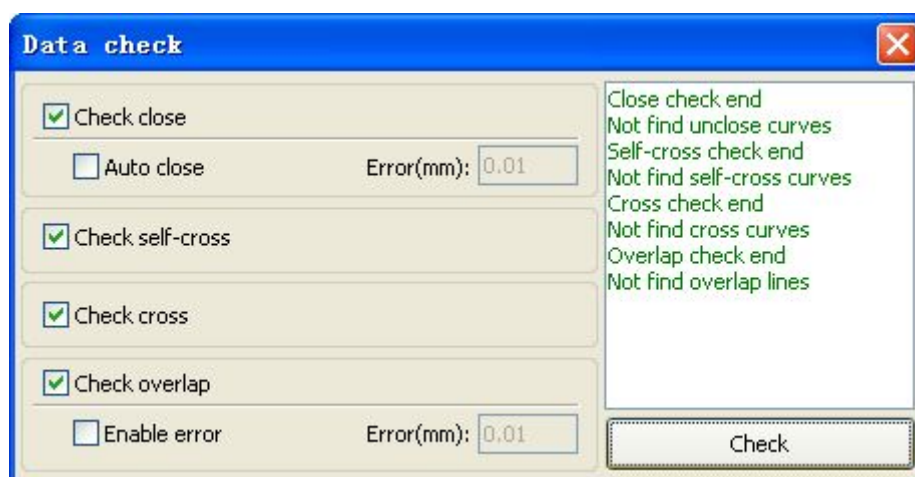 Data check
Check close
Auto close Error(mm): 0.01
Check self-cross
Check cross
Check overlap
Enable error Error(mm): 0.01
Close check end
Not find unclose curves
Self-cross check end
Not find self-cross curves
Cross check end
Not find cross curves
Overlap check end
Not find overlap lines
Check